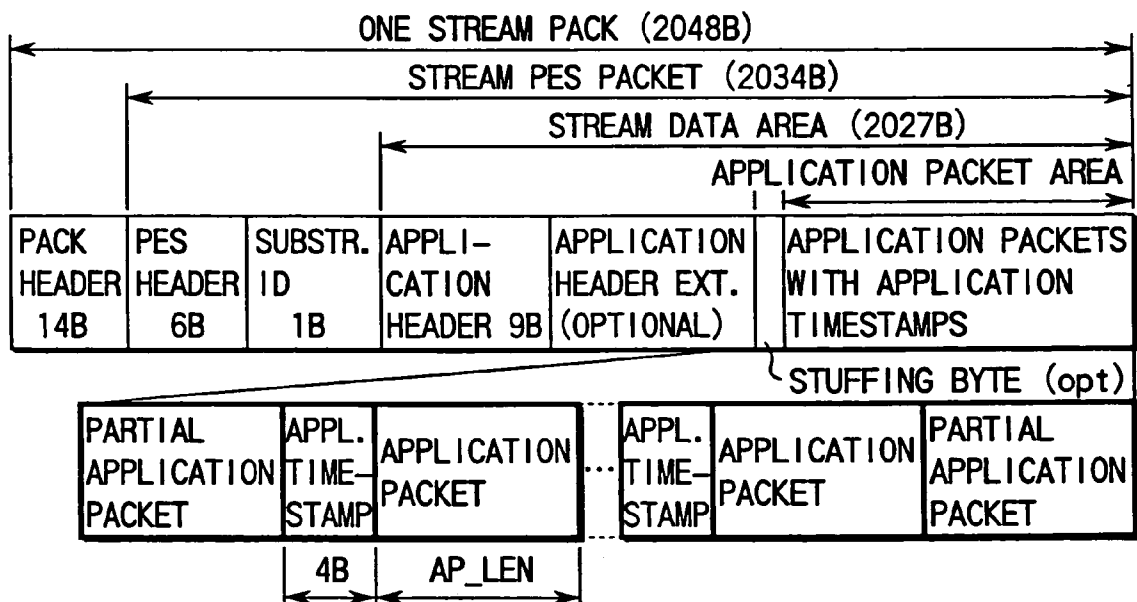 ONE STREAM PACK (2048B)
STREAM PES PACKET (2034B)
STREAM DATA AREA (2027B)
APPLICATION PACKET AREA
PACK
HEADER
14B
PES
HEADER
6B
SUBSTR.
ID
1B
APPLI-
CATION
HEADER 9B
APPLICATION
HEADER EXT.
(OPTIONAL)
APPLICATION PACKETS
WITH APPLICATION
TIMESTAMPS
STUFFING BYTE (opt)
PARTIAL
APPLICATION
PACKET
APPL.
TIME-
STAMP
APPLICATION
PACKET
...
APPL.
TIME-
STAMP
APPLICATION
PACKET
PARTIAL
APPLICATION
PACKET
4B
AP_LEN